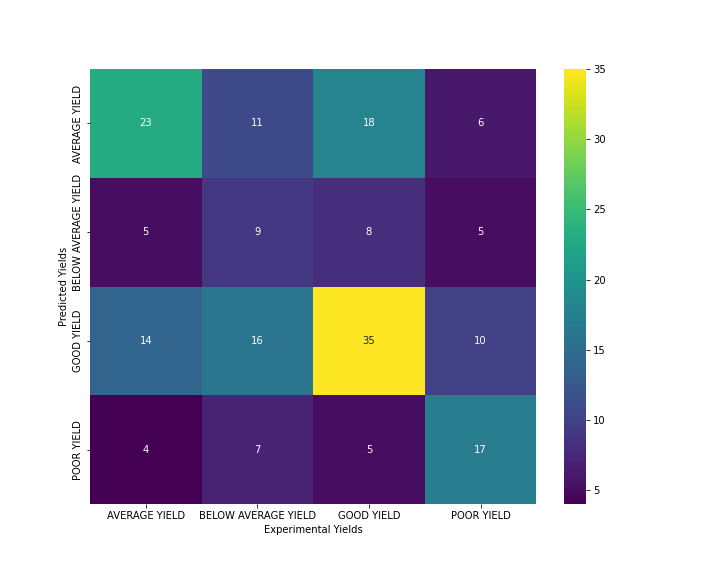 AVERAGE YIELD
BELOW AVERAGE YIELD
GOOD YIELD
POOR YIELD
Predicted Yields
23 11 18 6
5 9 8 5
14 16 35 10
4 7 5 17
AVERAGE YIELD BELOW AVERAGE YIELD GOOD YIELD POOR YIELD
Experimental Yields
35
30
25
20
15
10
5